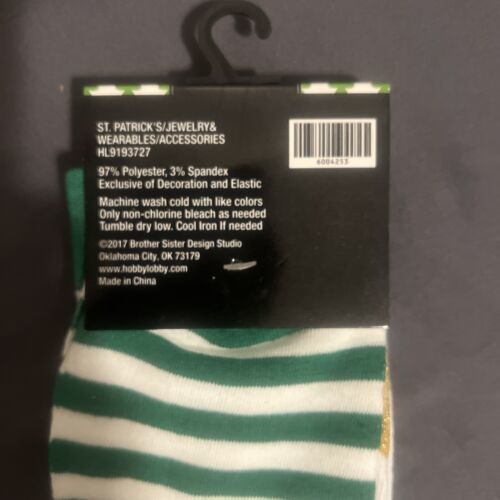 ST. PATRICK'S/JEWELRY&
WEARABLES/ACCESSORIES
HL9193727
97% Polyester, 3% Spandex
Exclusive of Decoration and Elastic
Machine wash cold with like colors
Only non-chlorine bleach as needed
Tumble dry low. Cool Iron If needed
©2017 Brother Sister Design Studio
Oklahoma City, OK 73179
www.hobbylobby.com
Made in China
6004253